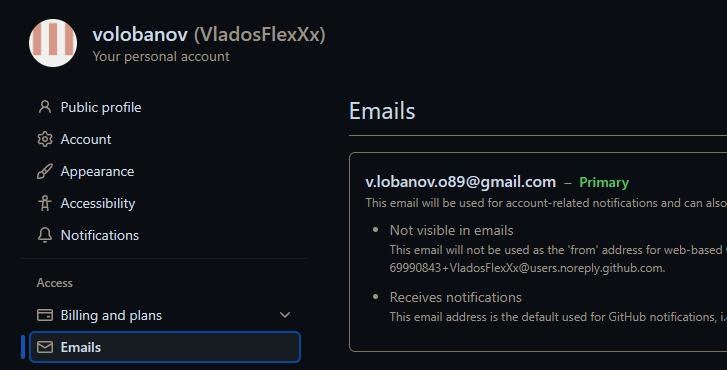 volobanov (VladosFlexXx)
Your personal account
Public profile
Account
Appearance
Accessibility
Notifications
Access
Billing and plans
Emails
Emails
v.lobanov.o89@gmail.com – Primary
This email will be used for account-related notifications and can also
Not visible in emails
This email will not be used as the 'from' address for web-based
69990843+VladosFlexXx@users.noreply.github.com.
Receives notifications
This email address is the default used for GitHub notifications, i.